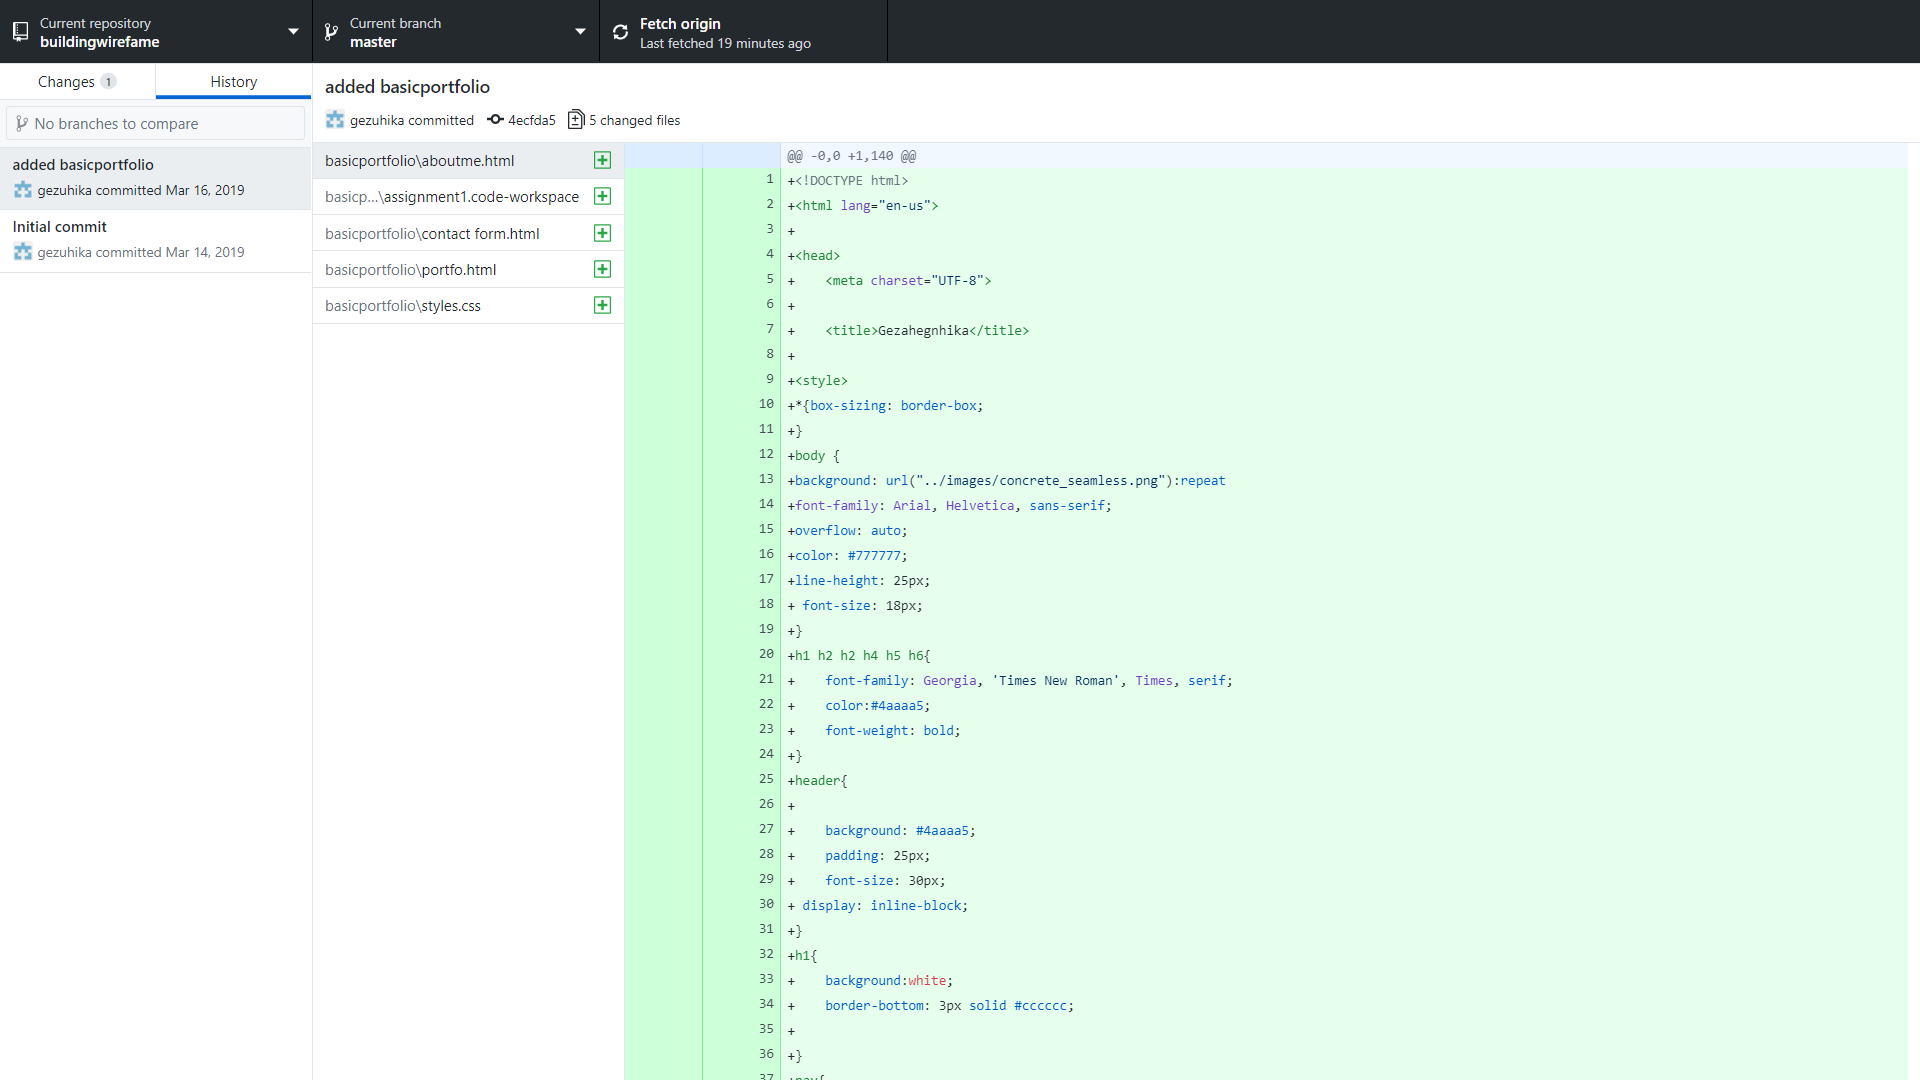 Current repository
buildingwirefame
Current branch
master
Fetch origin
Last fetched 19 minutes ago
Changes 1
History
No branches to compare
added basicportfolio
gezuhika committed Mar 16, 2019
Initial commit
gezuhika committed Mar 14, 2019
added basicportfolio
gezuhika committed 4ecfda5 5 changed files
basicportfolio\aboutme.html
basicp...\assignment1.code-workspace
basicportfolio\contact form.html
basicportfolio\portfo.html
basicportfolio\styles.css
@@ -0,0 +1,140 @@
1 +<!DOCTYPE html>
2 +<html lang="en-us">
3 +
4 +<head>
5 +    <meta charset="UTF-8">
6 +
7 +    <title>Gezahegnhika</title>
8 +
9 +<style>
10 +*{box-sizing: border-box;
11 +}
12 +body {
13 +background: url("../images/concrete_seamless.png"):repeat
14 +font-family: Arial, Helvetica, sans-serif;
15 +overflow: auto;
16 +color: #777777;
17 +line-height: 25px;
18 + font-size: 18px;
19 +}
20 +h1 h2 h2 h4 h5 h6{
21 +    font-family: Georgia, 'Times New Roman', Times, serif;
22 +    color:#4aaaa5;
23 +    font-weight: bold;
24 +}
25 +header{
26 +
27 +    background: #4aaaa5;
28 +    padding: 25px;
29 +    font-size: 30px;
30 + display: inline-block;
31 +}
32 +h1{
33 +    background:white;
34 +    border-bottom: 3px solid #cccccc;
35 +
36 +}
37 +nav{